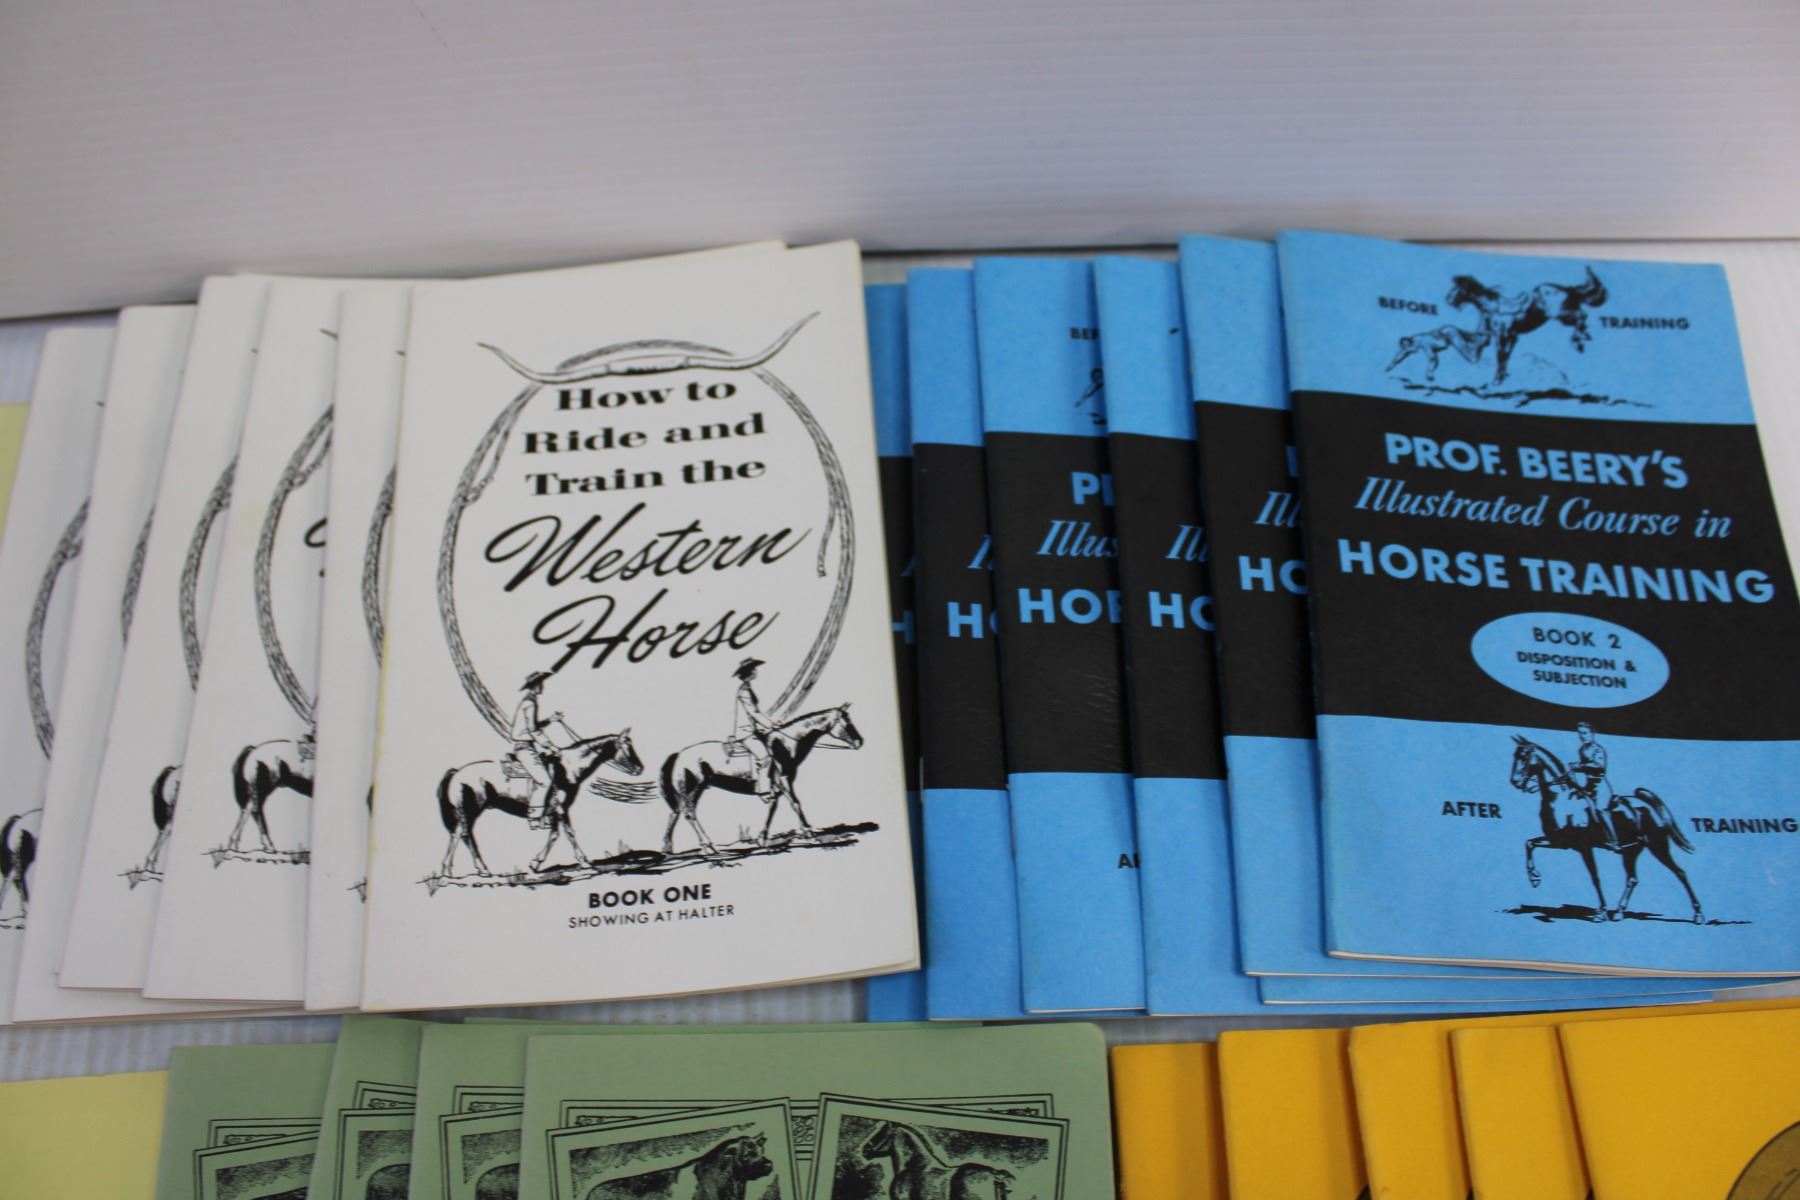 How to
Ride and
Train the
Western
Horse
BOOK ONE
SHOWING AT HALTER
BEFORE TRAINING
PROF. BEERY'S
Illustrated Course in
HORSE TRAINING
BOOK 2
DISPOSITION &
SUBJECTION
AFTER TRAINING